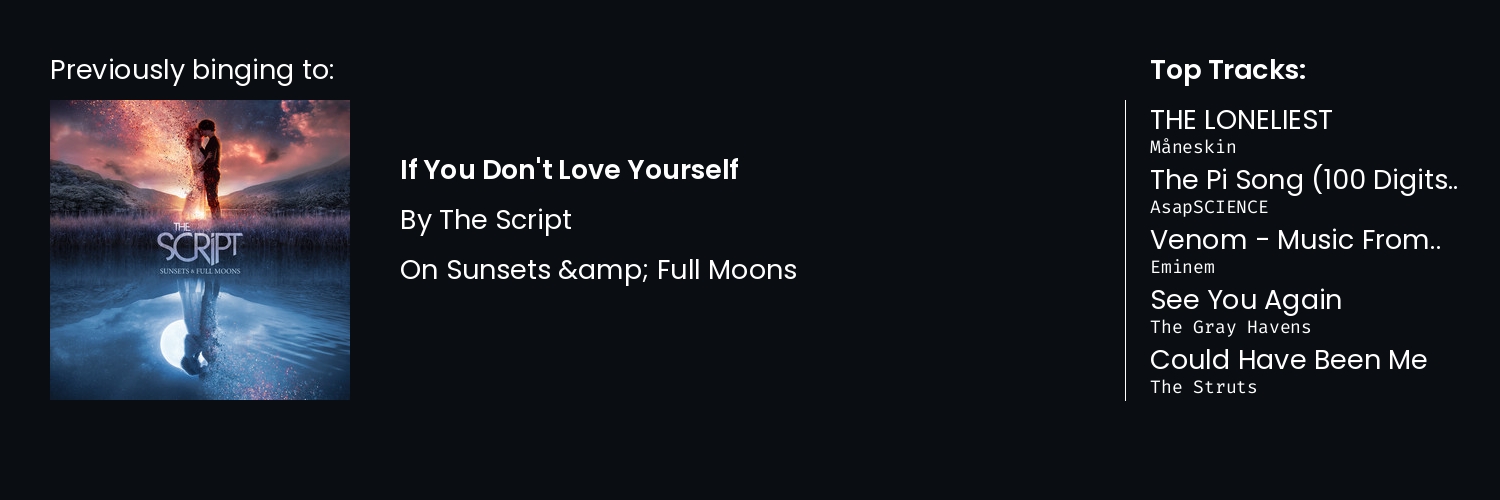 Previously binging to:
THE
SCRIPT
SUNSETS & FULL MOONS
If You Don't Love Yourself
By The Script
On Sunsets &amp; Full Moons
Top Tracks:
THE LONELIEST
Måneskin
The Pi Song (100 Digits..
AsapSCIENCE
Venom - Music From..
Eminem
See You Again
The Gray Havens
Could Have Been Me
The Struts